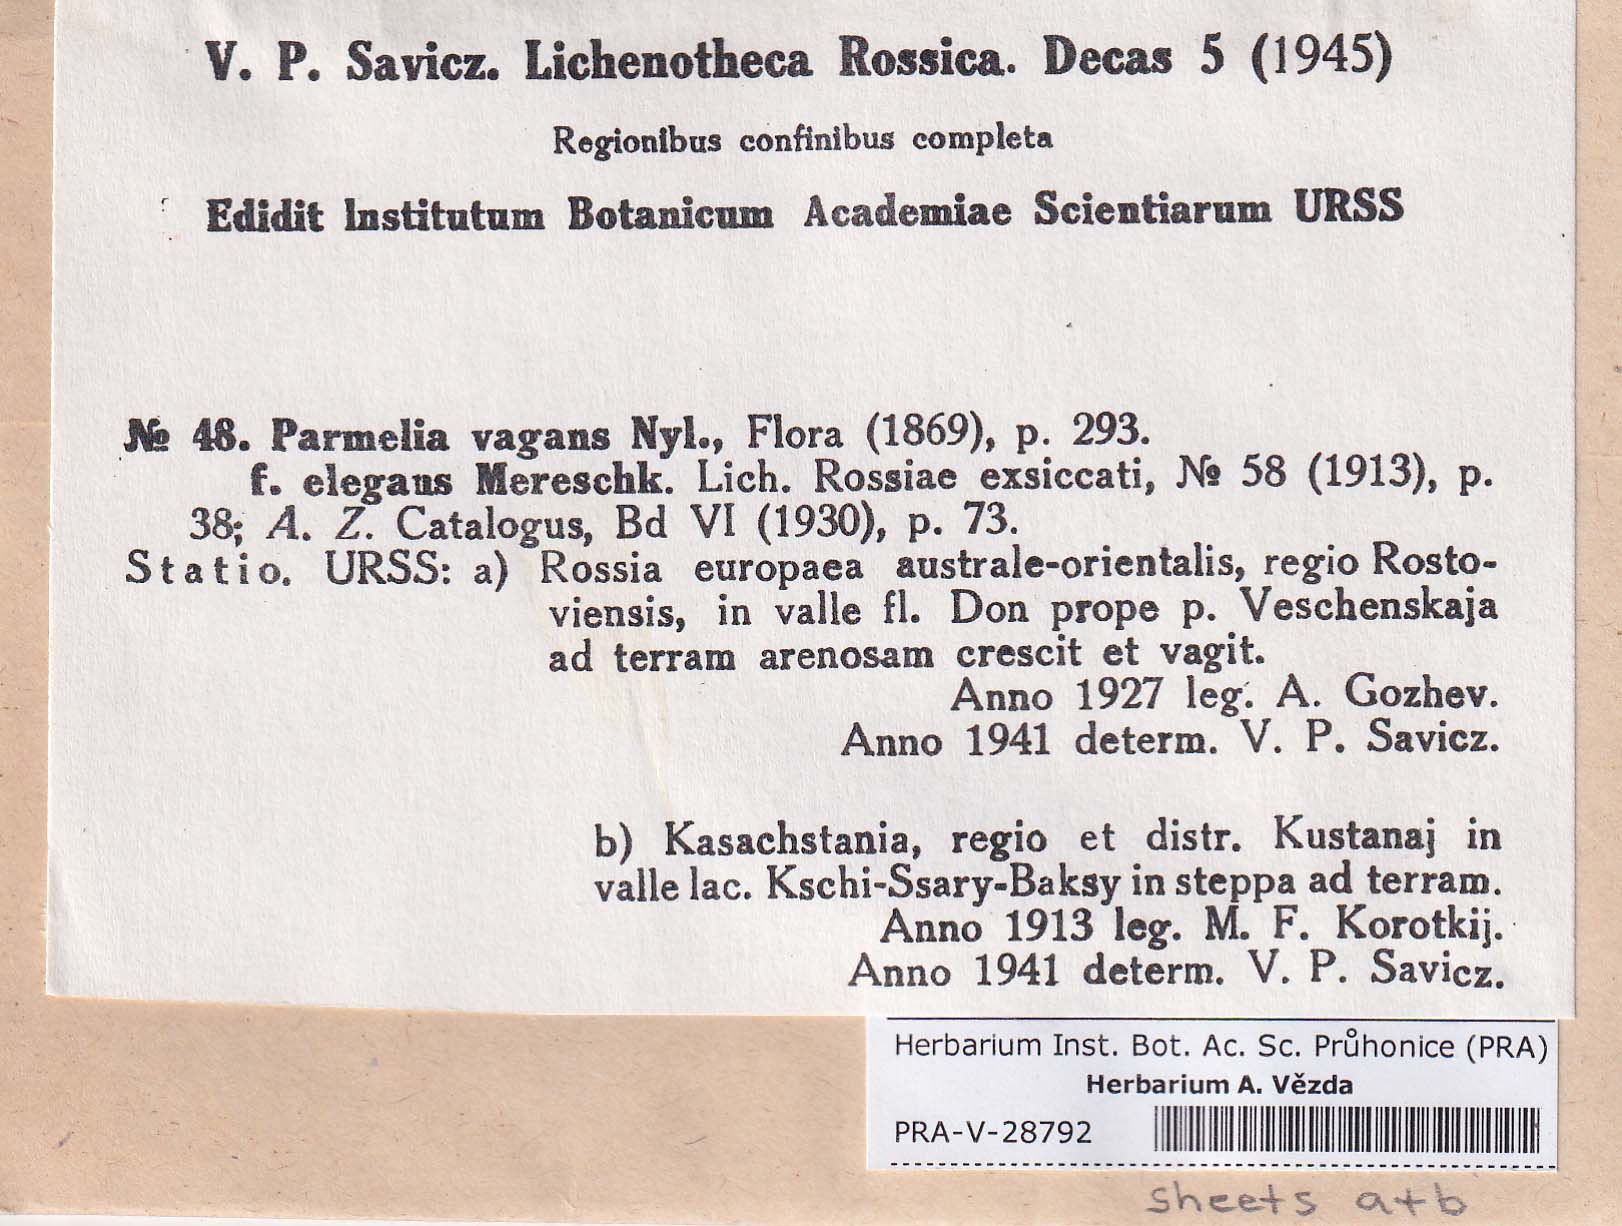 V. P. Savicz. Lichenotheca Rossica. Decas 5 (1945)
Regionibus confinibus completa
Edidit Institutum Botanicum Academiae Scientiarum URSS
№ 48. Parmelia vagans Nyl., Flora (1869), p. 293.
f. elegans Mereschk. Lich. Rossiae exsiccati, № 58 (1913), p.
38; A. Z. Catalogus, Bd VI (1930), p. 73.
Statio. URSS: a) Rossia europaea australe-orientalis, regio Rosto-
viensis, in valle fl. Don prope p. Veschenskaja
ad terram arenosam crescit et vagit.
Anno 1927 leg. A. Gozhev.
Anno 1941 determ. V. P. Savicz.
b) Kasachstania, regio et distr. Kustanaj in
valle lac. Kschi-Ssary-Baksy in steppa ad terram.
Anno 1913 leg. M. F. Korotkij.
Anno 1941 determ. V. P. Savicz.
Herbarium Inst. Bot. Ac. Sc. Průhonice (PRA)
Herbarium A. Vězda
PRA-V-28792
sheets a+b